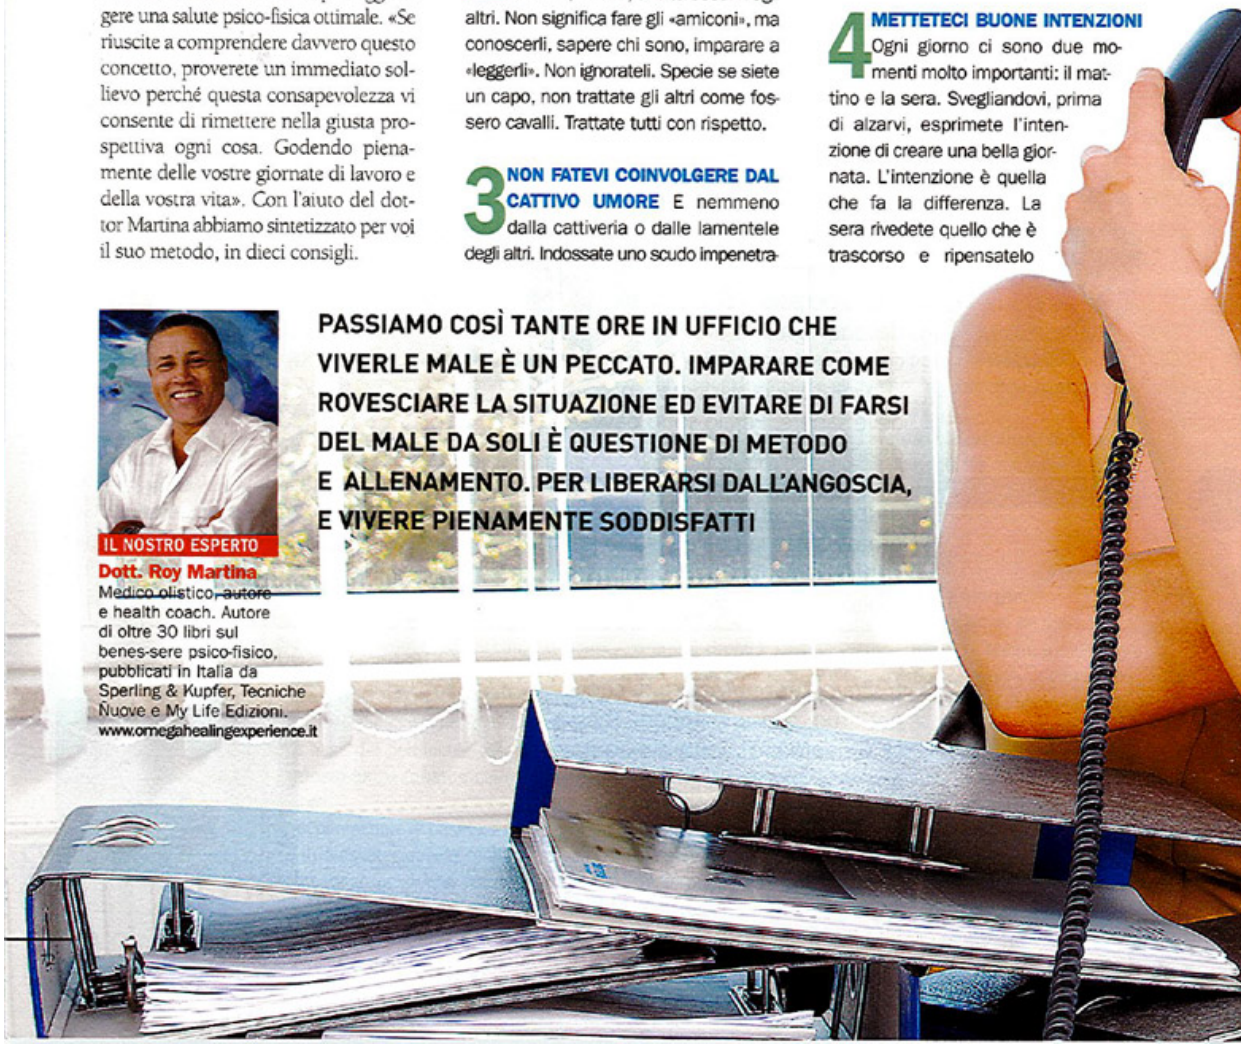 gere una salute psico-fisica ottimale. «Se
riuscite a comprendere davvero questo
concetto, proverete un immediato sol-
lievo perché questa consapevolezza vi
consente di rimettere nella giusta pro-
spettiva ogni cosa. Godendo piena-
mente delle vostre giornate di lavoro e
della vostra vita». Con l'aiuto del dot-
tor Martina abbiamo sintetizzato per voi
il suo metodo, in dieci consigli.
altri. Non significa fare gli «amiconi», ma
conoscerli, sapere chi sono, imparare a
«leggerli». Non ignorateli. Specie se siete
un capo, non trattate gli altri come fos-
sero cavalli. Trattate tutti con rispetto.
3 NON FATEVI COINVOLGERE DAL
CATTIVO UMORE E nemmeno
dalla cattiveria o dalle lamentele
degli altri. Indossate uno scudo impenetra-
4 METTETECI BUONE INTENZIONI
Ogni giorno ci sono due mo-
menti molto importanti: il mat-
tino e la sera. Svegliandovi, prima
di alzarvi, esprimete l'inten-
zione di creare una bella gior-
nata. L'intenzione è quella
che fa la differenza. La
sera rivedete quello che è
trascorso e ripensatelo
PASSIAMO COSÌ TANTE ORE IN UFFICIO CHE
VIVERLE MALE È UN PECCATO. IMPARARE COME
ROVESCIARE LA SITUAZIONE ED EVITARE DI FARSI
DEL MALE DA SOLI È QUESTIONE DI METODO
E ALLENAMENTO. PER LIBERARSI DALL'ANGOSCIA,
E VIVERE PIENAMENTE SODDISFATTI
IL NOSTRO ESPERTO
Dott. Roy Martina
Medico olistico, autore
e health coach. Autore
di oltre 30 libri sul
benes-sere psico-fisico,
pubblicati in Italia da
Sperling & Kupfer, Tecniche
Nuove e My Life Edizioni.
www.omegahealingexperience.it